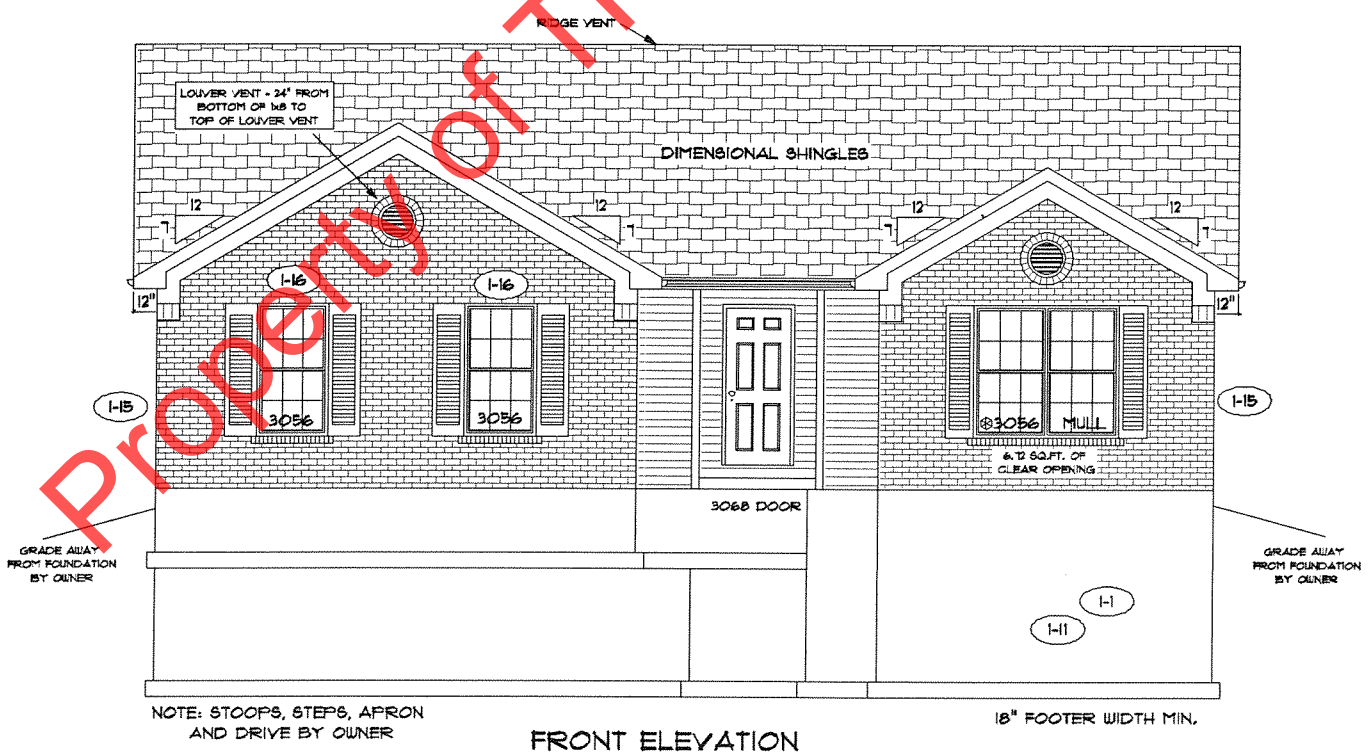 RIDGE VENT
LOUVER VENT - 24" FROM
BOTTOM OF 1x8 TO
TOP OF LOUVER VENT
DIMENSIONAL SHINGLES
12
7
12
7
12
7
12
7
12"
12"
1-16
1-16
1-15
1-15
3056
3056
3056
MULL
6.72 SQ.FT. OF
CLEAR OPENING
3068 DOOR
GRADE AWAY
FROM FOUNDATION
BY OWNER
GRADE AWAY
FROM FOUNDATION
BY OWNER
1-1
1-11
NOTE: STOOPS, STEPS, APRON
AND DRIVE BY OWNER
18" FOOTER WIDTH MIN.
FRONT ELEVATION
Property of T